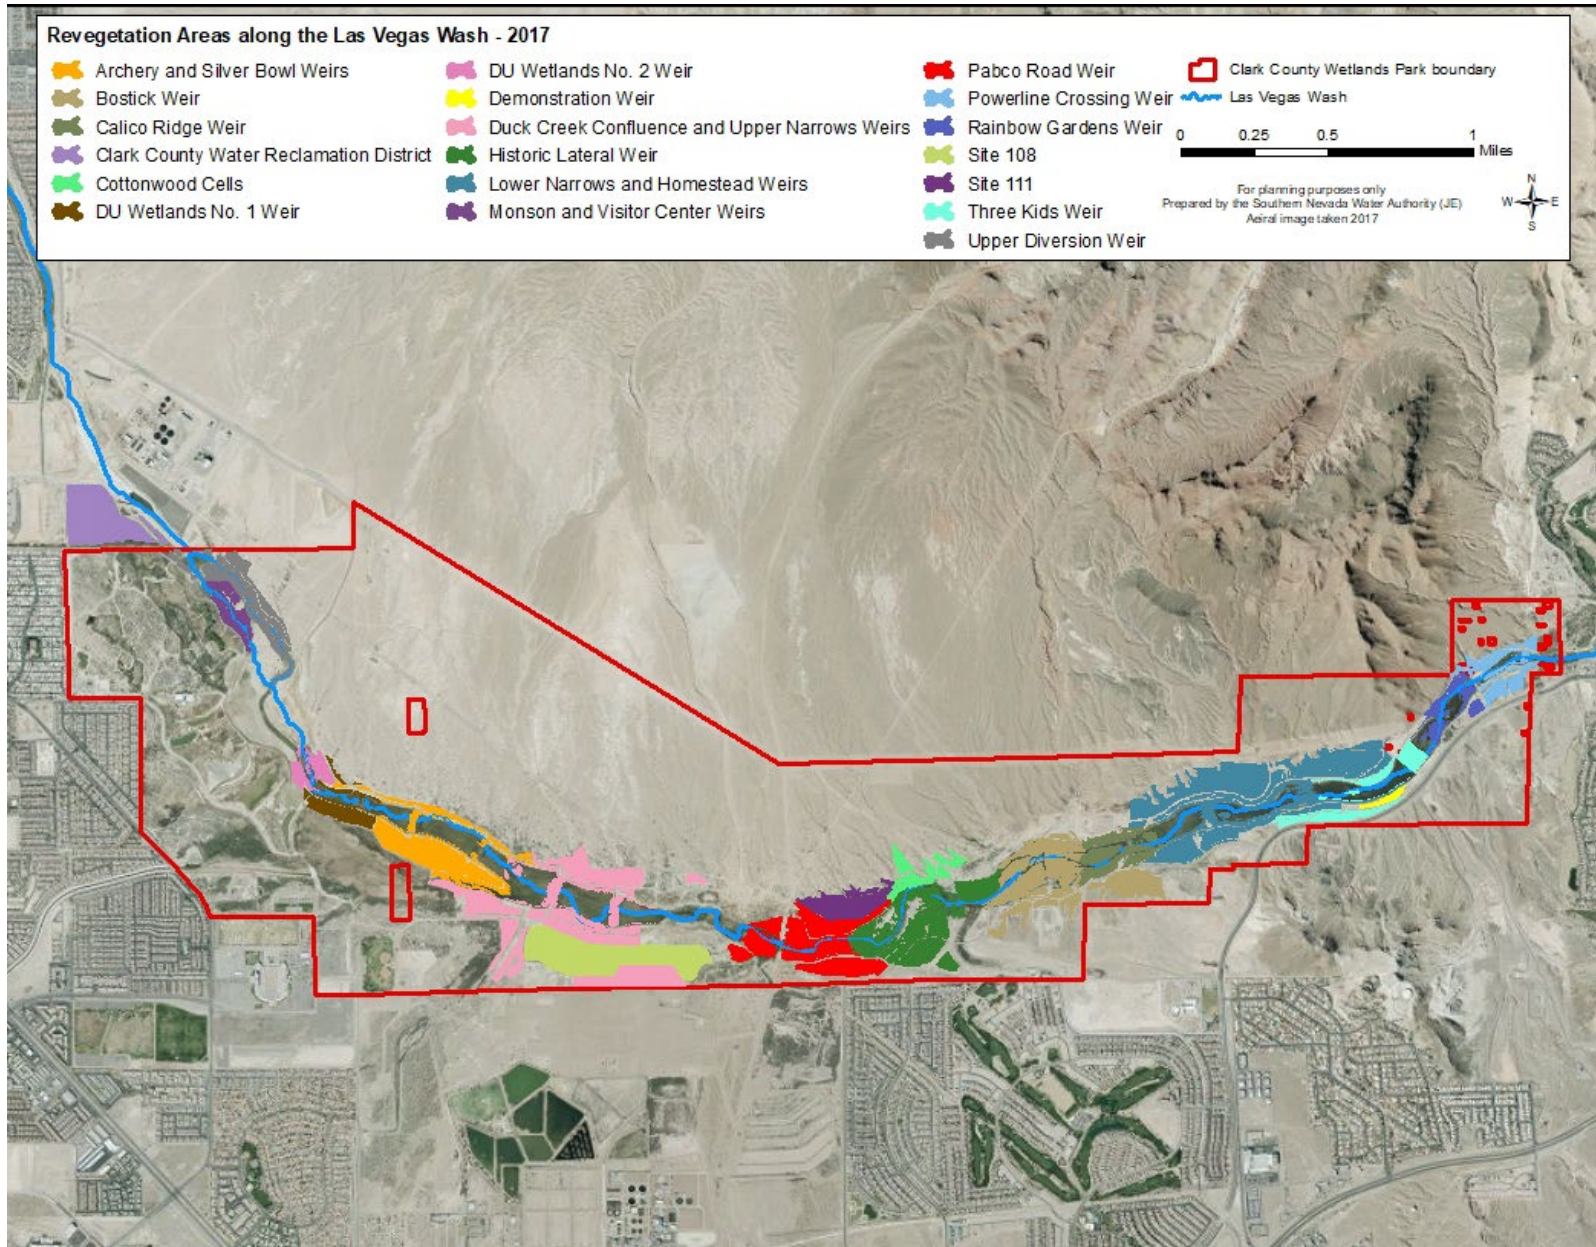 Revegetation Areas along the Las Vegas Wash - 2017
Archery and Silver Bowl Weirs
Bostick Weir
Calico Ridge Weir
Clark County Water Reclamation District
Cottonwood Cells
DU Wetlands No. 1 Weir
DU Wetlands No. 2 Weir
Demonstration Weir
Duck Creek Confluence and Upper Narrows Weirs
Historic Lateral Weir
Lower Narrows and Homestead Weirs
Monson and Visitor Center Weirs
Pabco Road Weir
Powerline Crossing Weir
Rainbow Gardens Weir
Site 108
Site 111
Three Kids Weir
Upper Diversion Weir
Clark County Wetlands Park boundary
Las Vegas Wash
0 0.25 0.5 1
Miles
For planning purposes only
Prepared by the Southern Nevada Water Authority (JE)
Aeiral image taken 2017
N
W E
S